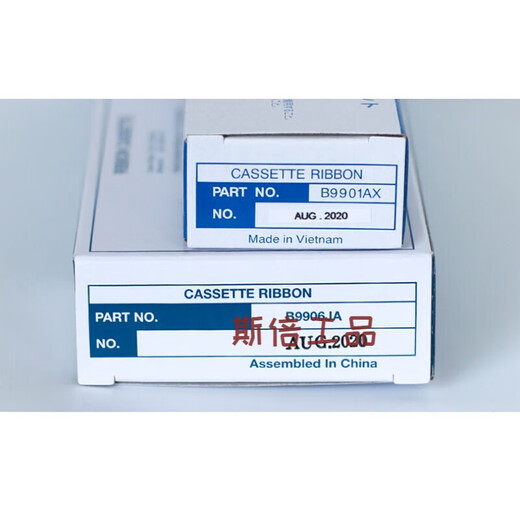 CASSETTE RIBBON
PART NO. B9901AX
NO. AUG . 2020
Made in Vietnam
CASSETTE RIBBON
PART NO. B9906JA
斯倍工品
NO. AUG.2020
Assembled In China